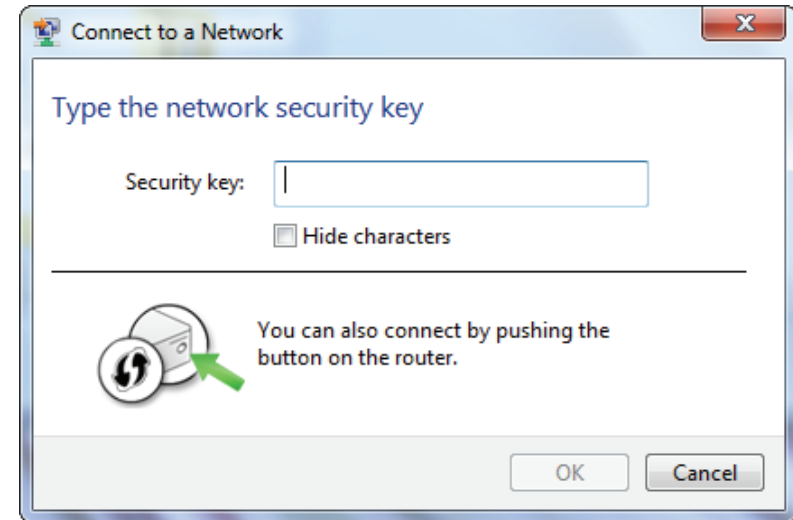 Connect to a Network
Type the network security key
Security key:
Hide characters
You can also connect by pushing the
button on the router.
OK
Cancel